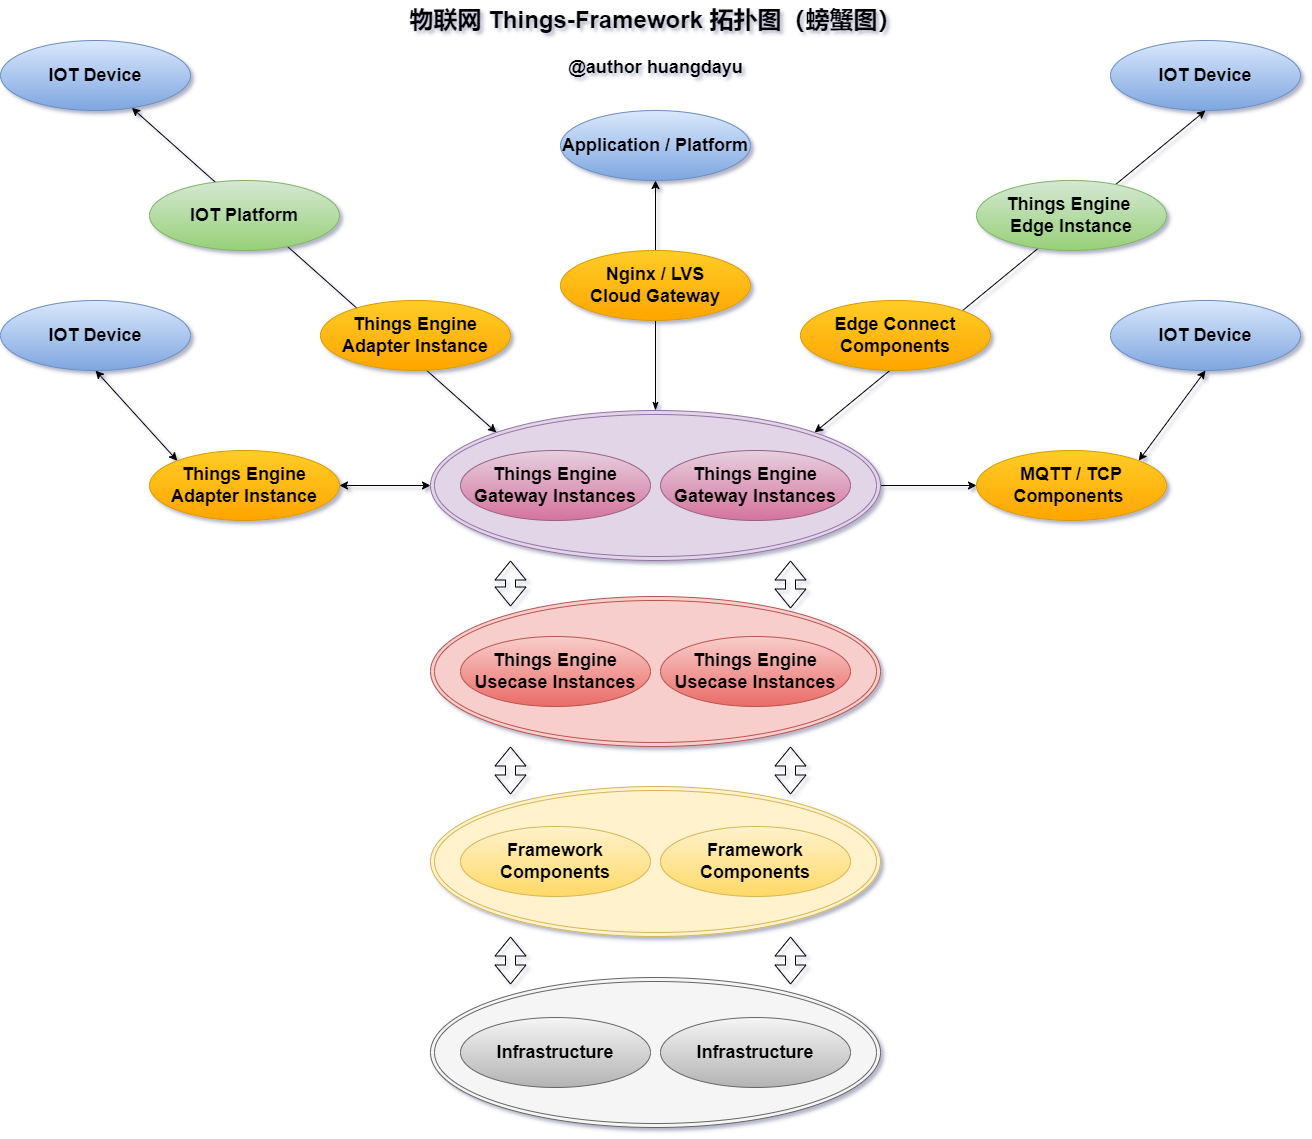 物联网 Things-Framework 拓扑图（螃蟹图）
@author huangdayu
IOT Device
IOT Device
Application / Platform
IOT Platform
Things Engine
Edge Instance
Nginx / LVS
Cloud Gateway
IOT Device
Things Engine
Adapter Instance
Edge Connect
Components
IOT Device
Things Engine
Adapter Instance
Things Engine
Gateway Instances
Things Engine
Gateway Instances
MQTT / TCP
Components
Things Engine
Usecase Instances
Things Engine
Usecase Instances
Framework
Components
Framework
Components
Infrastructure
Infrastructure